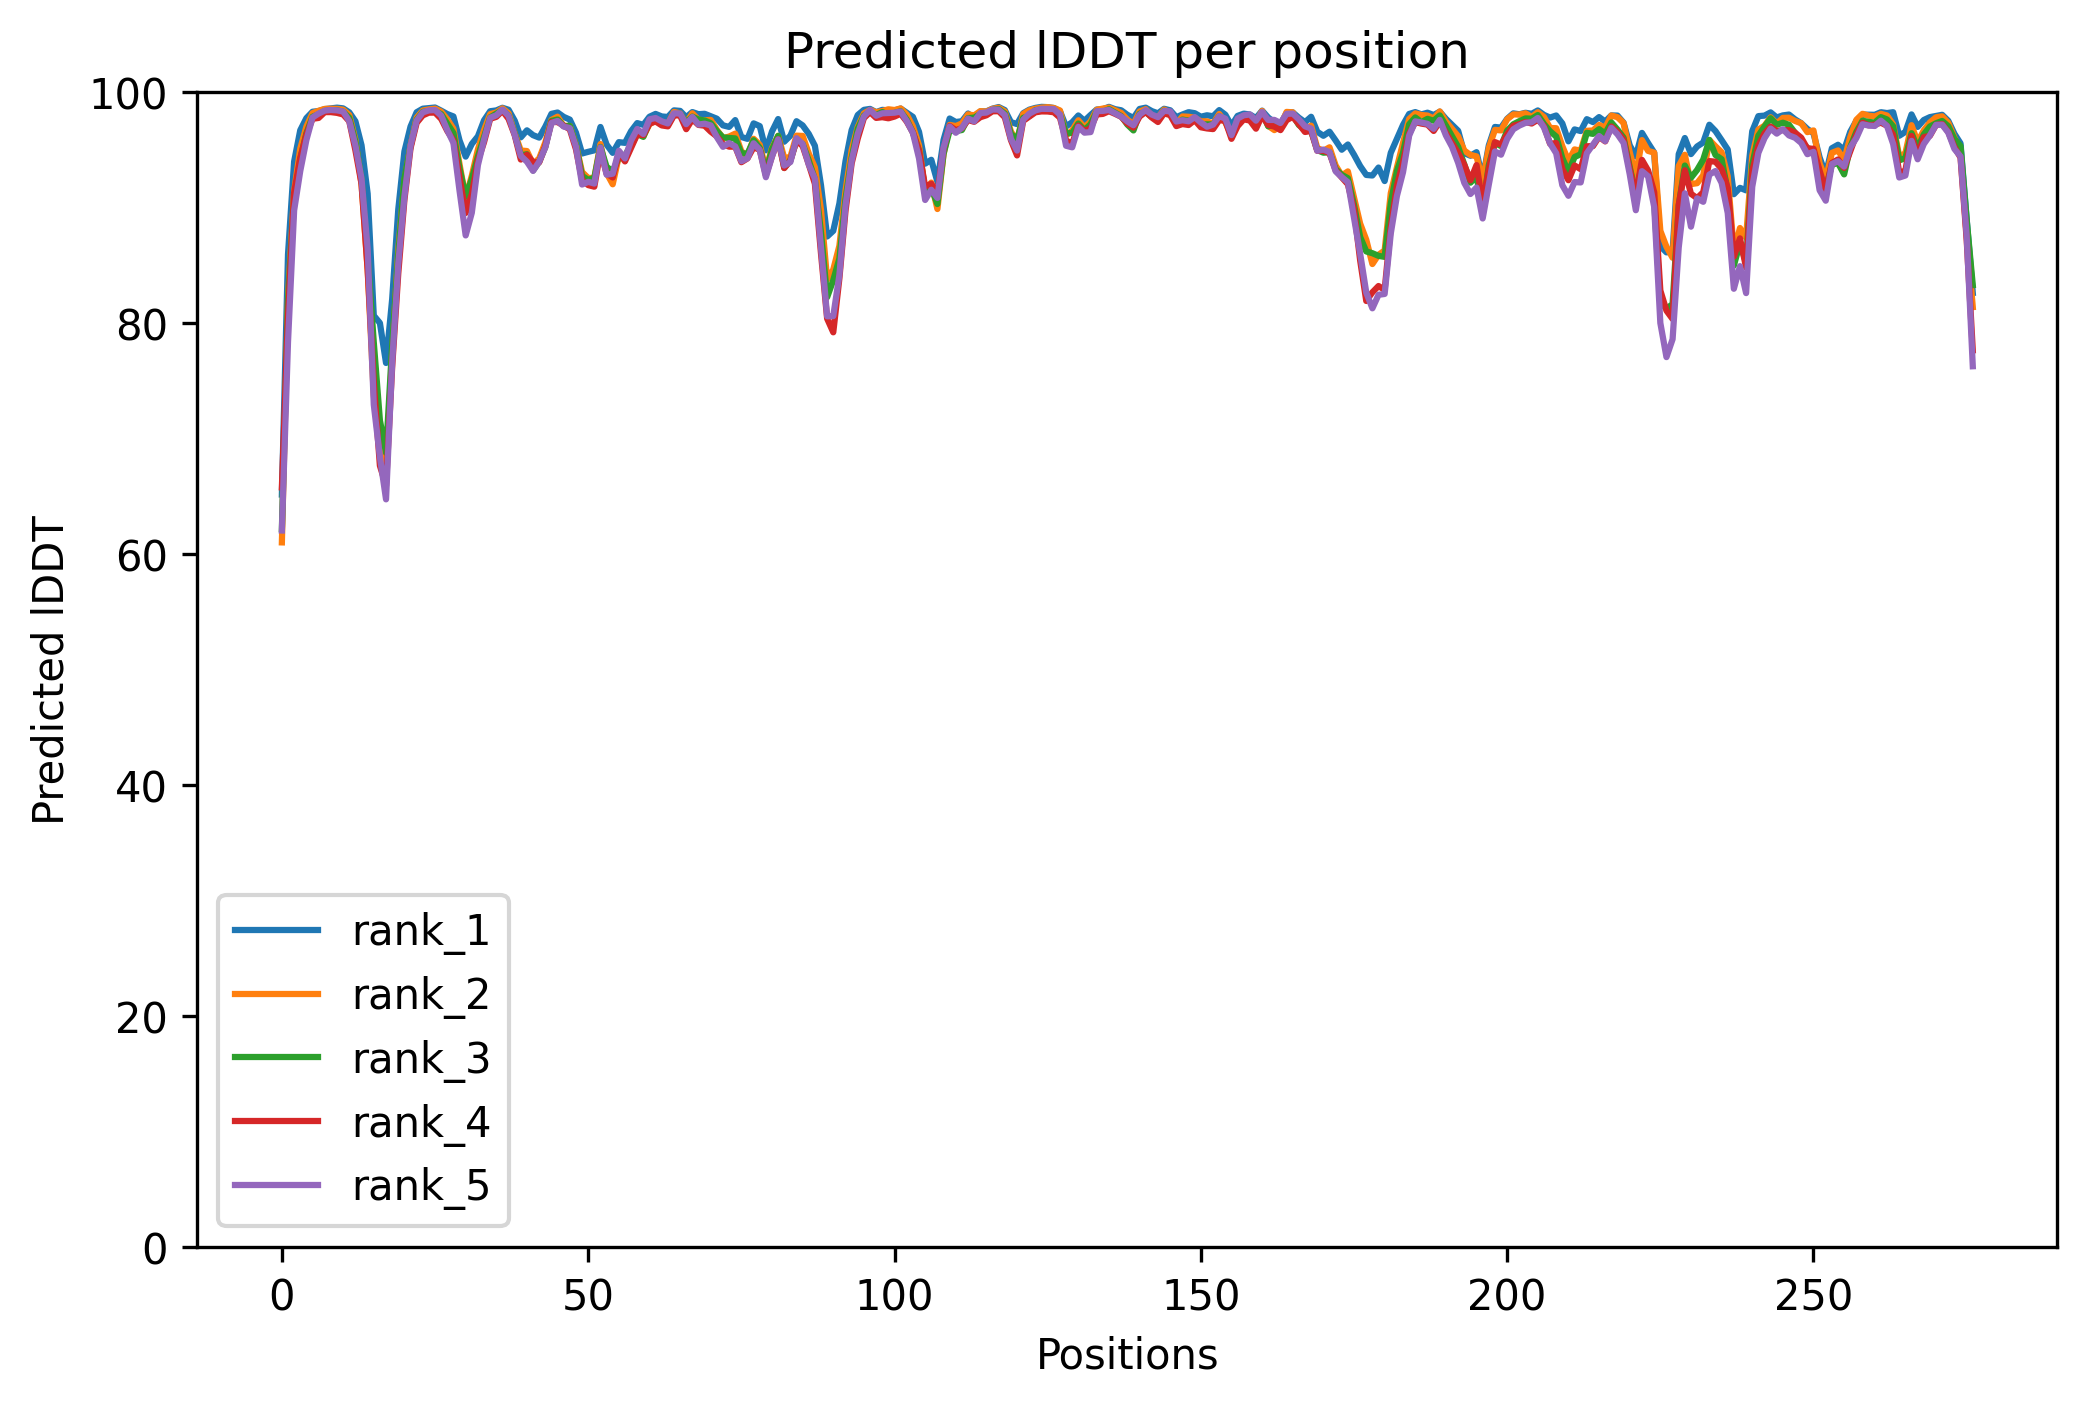 Predicted lDDT per position
100
80
60
40
20
0
Predicted lDDT
rank_1
rank_2
rank_3
rank_4
rank_5
0 50 100 150 200 250
Positions